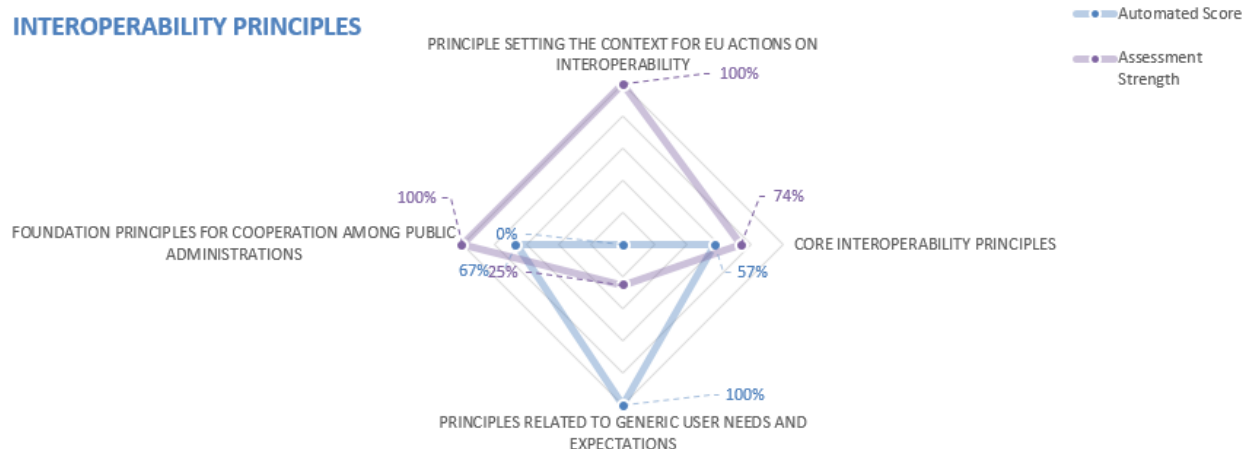 INTEROPERABILITY PRINCIPLES
Automated Score
Assessment
Strength
PRINCIPLE SETTING THE CONTEXT FOR EU ACTIONS ON
INTEROPERABILITY
100%
100%
74%
FOUNDATION PRINCIPLES FOR COOPERATION AMONG PUBLIC
ADMINISTRATIONS
0%
CORE INTEROPERABILITY PRINCIPLES
67%
25%
57%
100%
PRINCIPLES RELATED TO GENERIC USER NEEDS AND
EXPECTATIONS